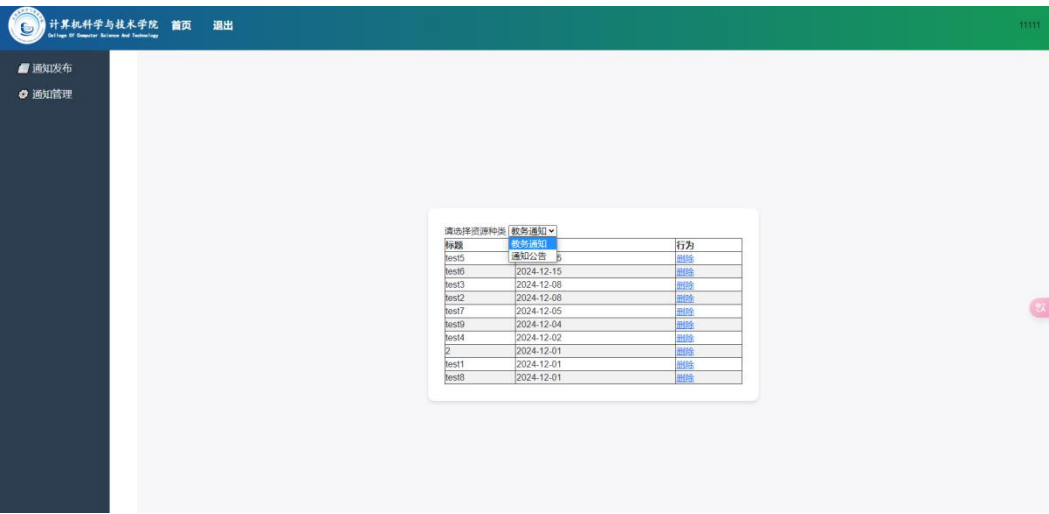 计算机科学与技术学院 首页 退出 11111
College Of Computer Science And Technology
通知发布
通知管理
请选择资源种类 教务通知
标题 教务通知 行为
通知公告
test5 5 删除
test6 2024-12-15 删除
test3 2024-12-08 删除
test2 2024-12-08 删除
test7 2024-12-05 删除
test9 2024-12-04 删除
test4 2024-12-02 删除
2 2024-12-01 删除
test1 2024-12-01 删除
test8 2024-12-01 删除